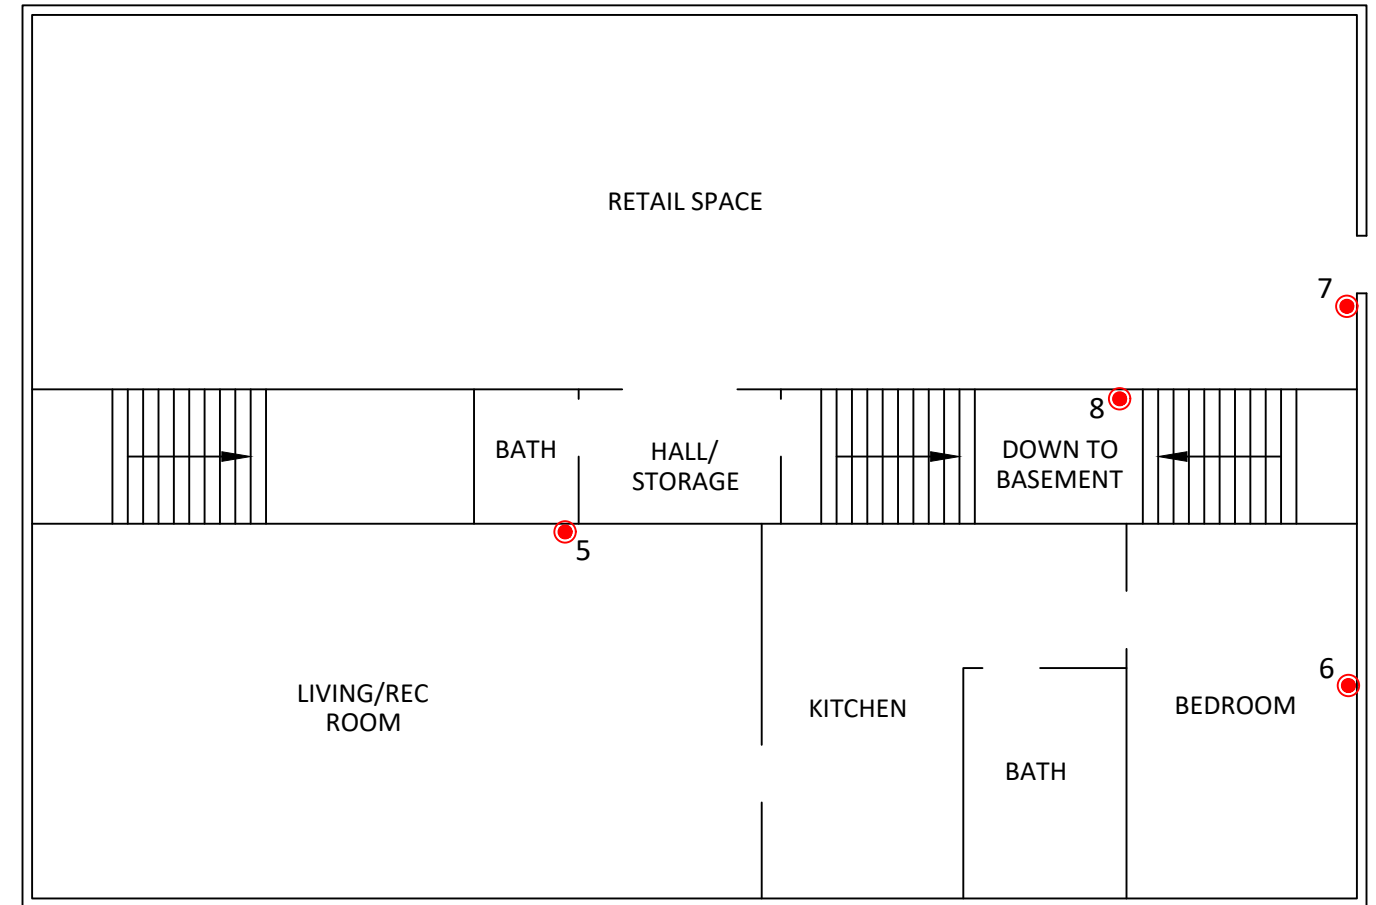 RETAIL SPACE
7
8
BATH
HALL/
STORAGE
DOWN TO
BASEMENT
5
LIVING/REC
ROOM
KITCHEN
BATH
BEDROOM
6